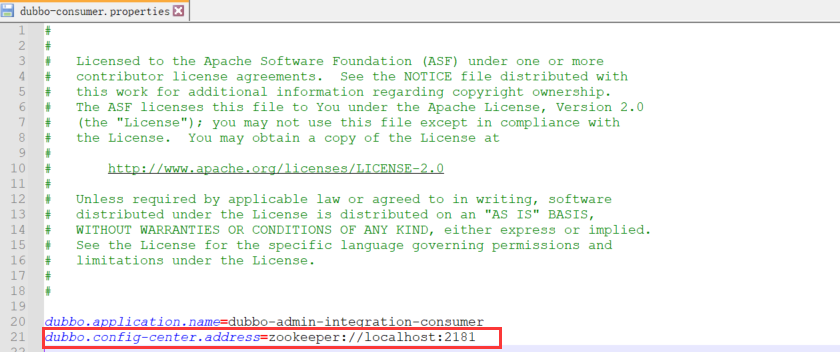 dubbo-consumer.properties
1 #
2 #
3 #   Licensed to the Apache Software Foundation (ASF) under one or more
4 #   contributor license agreements.  See the NOTICE file distributed with
5 #   this work for additional information regarding copyright ownership.
6 #   The ASF licenses this file to You under the Apache License, Version 2.0
7 #   (the "License"); you may not use this file except in compliance with
8 #   the License.  You may obtain a copy of the License at
9 #
10 #       http://www.apache.org/licenses/LICENSE-2.0
11 #
12 #   Unless required by applicable law or agreed to in writing, software
13 #   distributed under the License is distributed on an "AS IS" BASIS,
14 #   WITHOUT WARRANTIES OR CONDITIONS OF ANY KIND, either express or implied.
15 #   See the License for the specific language governing permissions and
16 #   limitations under the License.
17 #
18 #
19
20 dubbo.application.name=dubbo-admin-integration-consumer
21 dubbo.config-center.address=zookeeper://localhost:2181
22